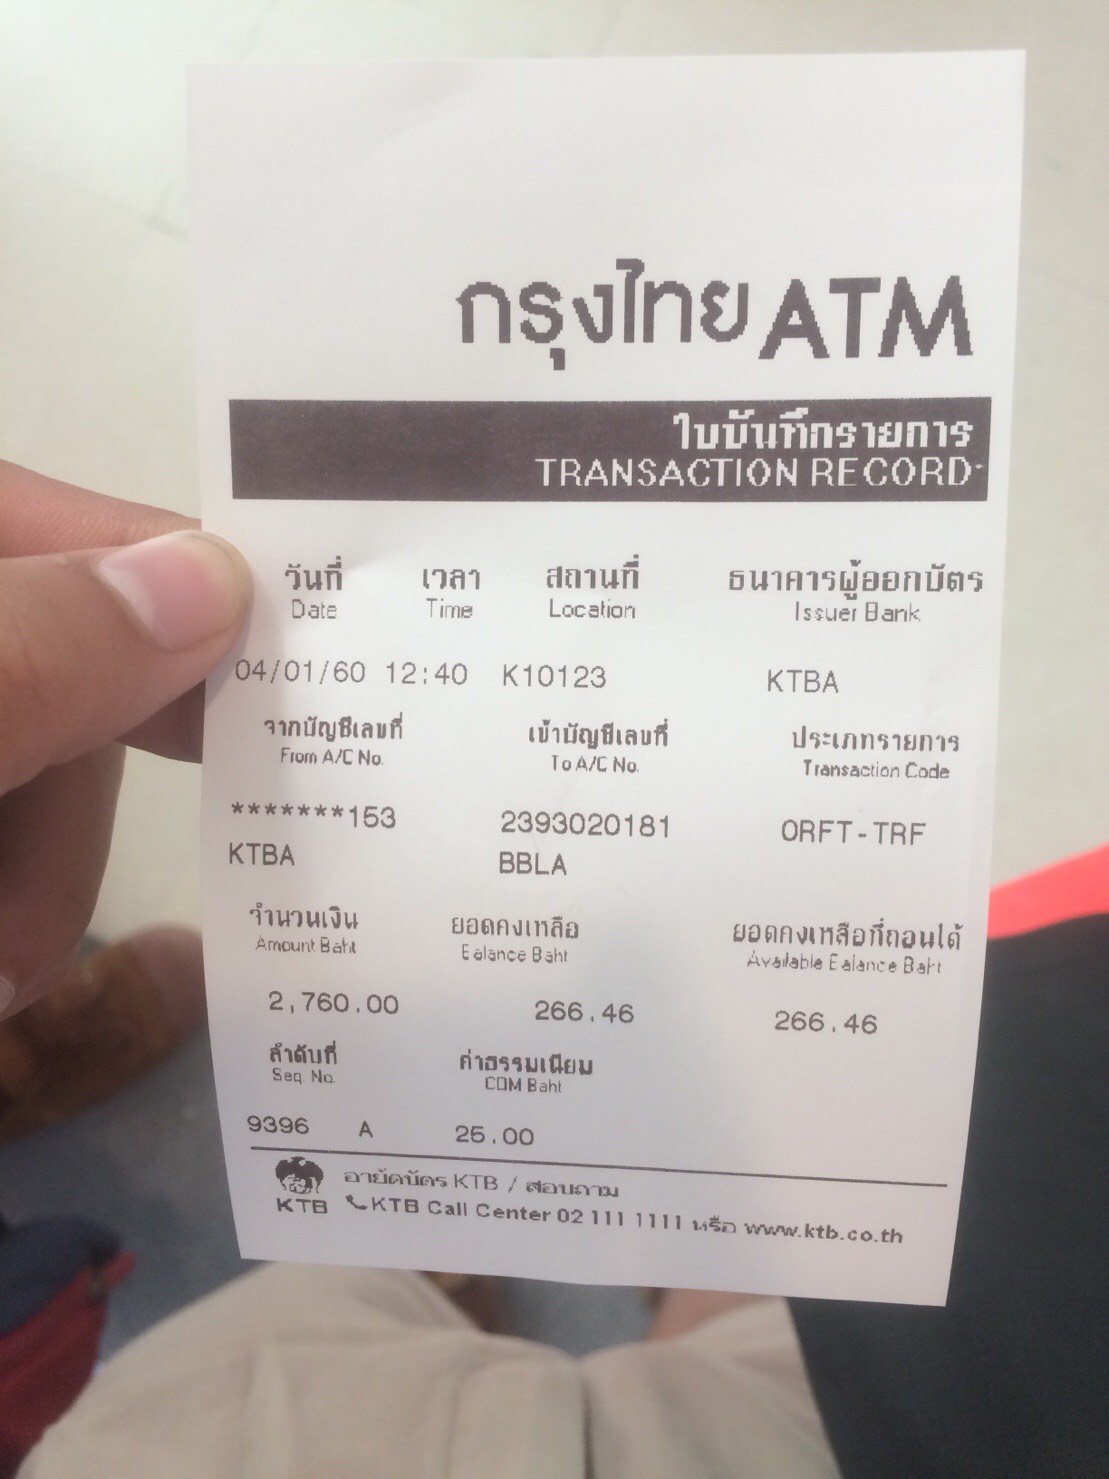 กรุงไทย ATM
ใบบันทึกรายการ
TRANSACTION RECORD
วันที่ เวลา สถานที่ ธนาคารผู้ออกบัตร
Date Time Location Issuer Bank
04/01/60 12:40 K10123 KTBA
จากบัญชีเลขที่ เข้าบัญชีเลขที่ ประเภทรายการ
From A/C No. To A/C No. Transaction Code
*******153 2393020181 ORFT-TRF
KTBA BBLA
จำนวนเงิน ยอดคงเหลือ ยอดคงเหลือที่ถอนได้
Amount Baht Balance Baht Available Balance Baht
2,760.00 266.46 266.46
ลำดับที่ ค่าธรรมเนียม
Seq. No. COM Baht
9396 A 25.00
อายัดบัตร KTB / สอบถาม
KTB KTB Call Center 02 111 1111 หรือ www.ktb.co.th